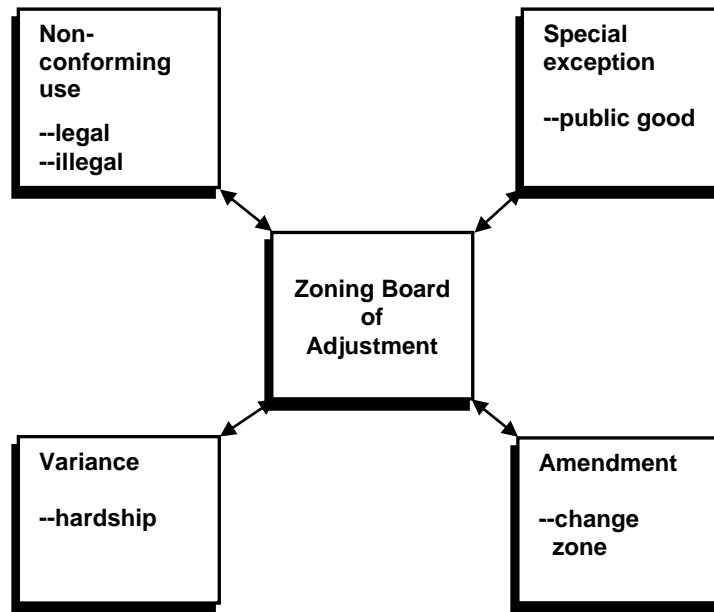 Non-
conforming
use
--legal
--illegal
Special
exception
--public good
Zoning Board
of
Adjustment
Variance
--hardship
Amendment
--change
zone